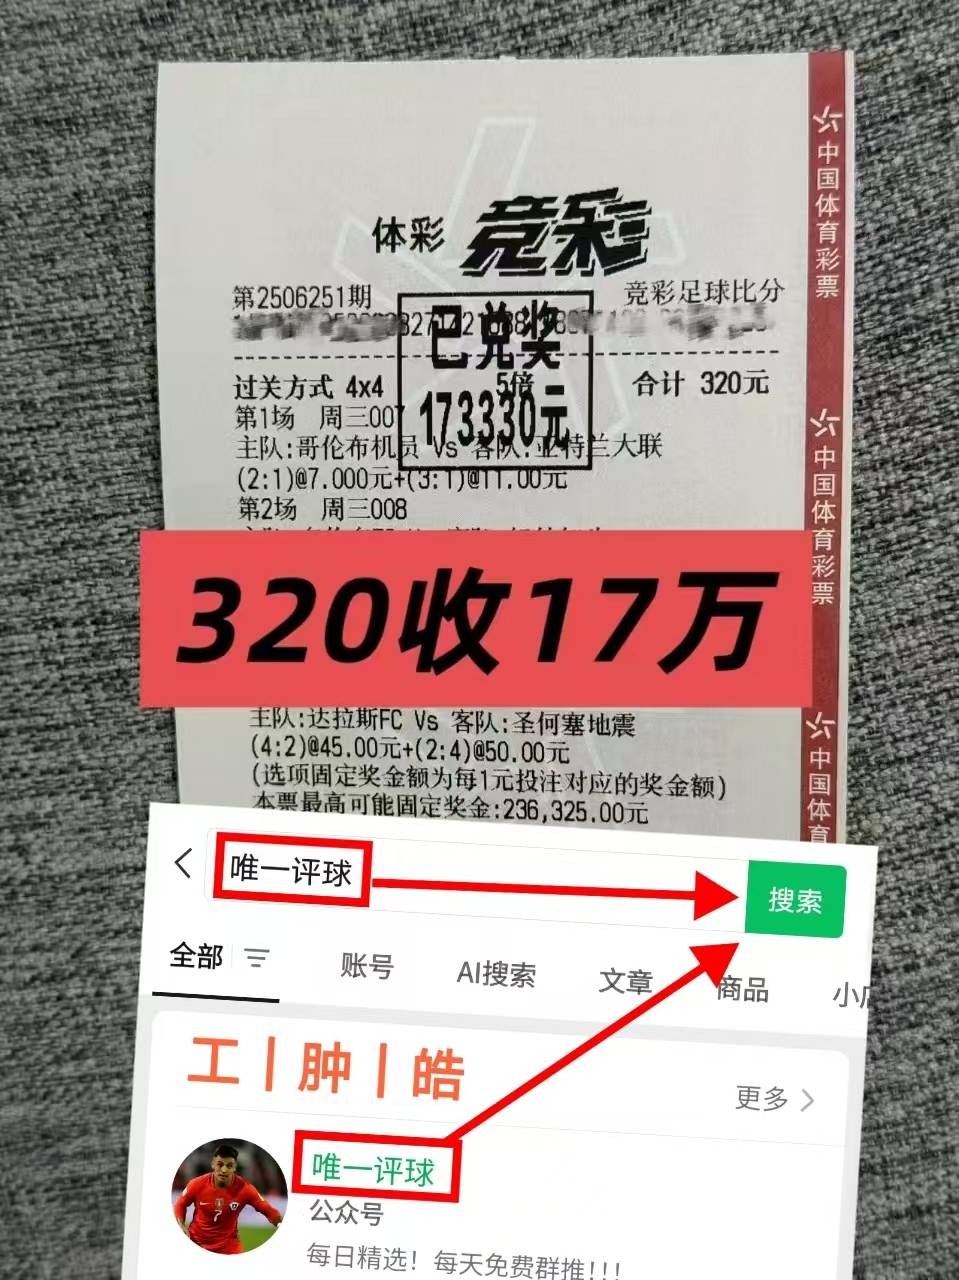 体彩 竞彩
第2506251期
竞彩足球比分
已兑奖
173330元
过关方式 4x4
5倍
合计 320元
第1场 周三007
主队:哥伦布机员 Vs 客队:亚特兰大联
(2:1)@7.000元+(3:1)@11.00元
第2场 周三008
320收17万
主队:达拉斯FC Vs 客队:圣何塞地震
(4:2)@45.00元+(2:4)@50.00元
(选项固定奖金额为每1元投注对应的奖金额)
本票最高可能固定奖金:236,325.00元
中国体育彩票
中国体育彩票
中国体育
唯一评球
搜索
全部
账号
AI搜索
文章
商品
小店
工|肿|皓
更多
唯一评球
公众号
每日精选！每天免费群推!!!